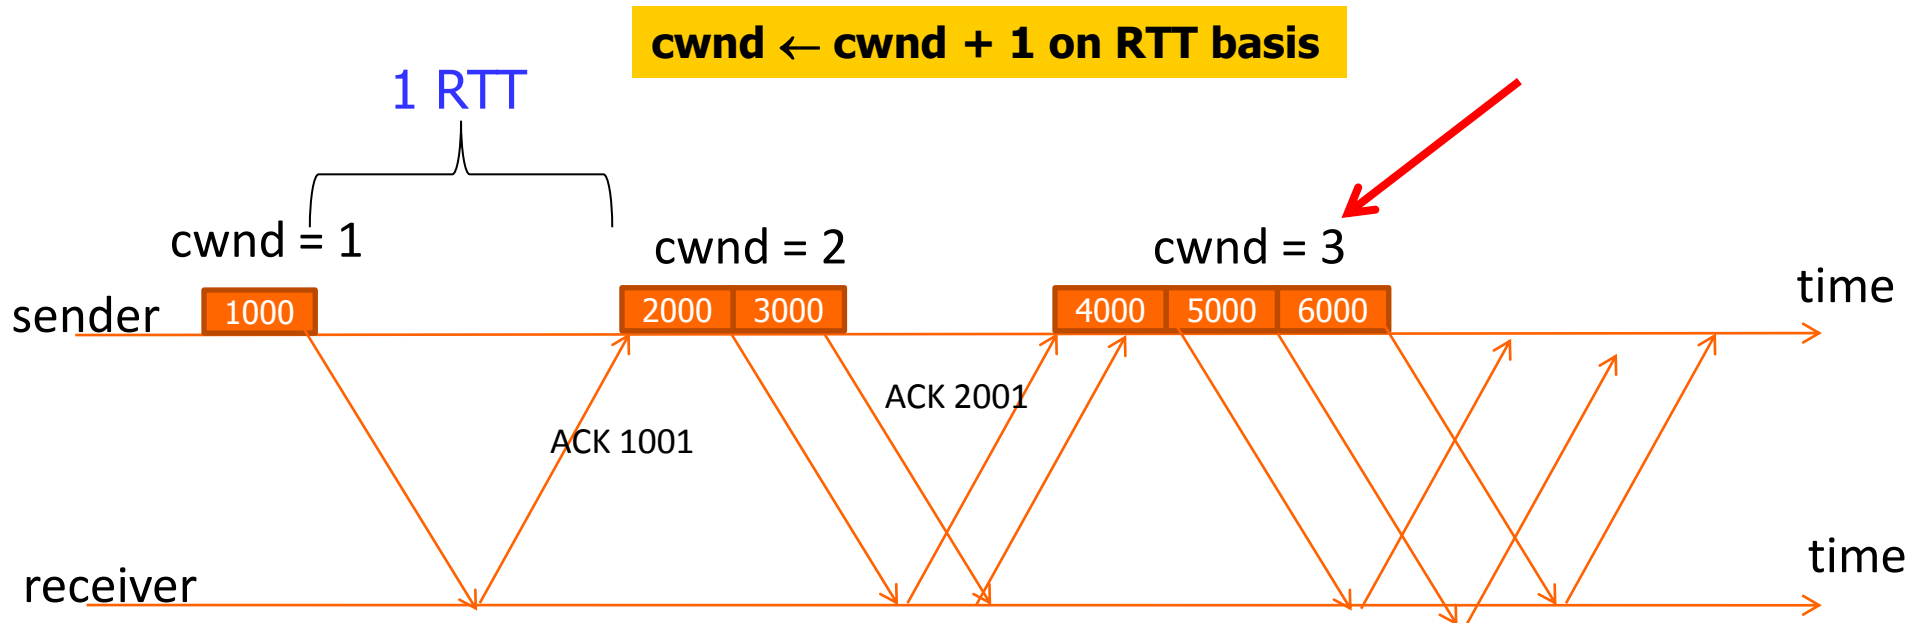 cwnd ← cwnd + 1 on RTT basis
1 RTT
cwnd = 1
cwnd = 2
cwnd = 3
sender
1000
2000
3000
4000
5000
6000
time
ACK 2001
ACK 1001
receiver
time